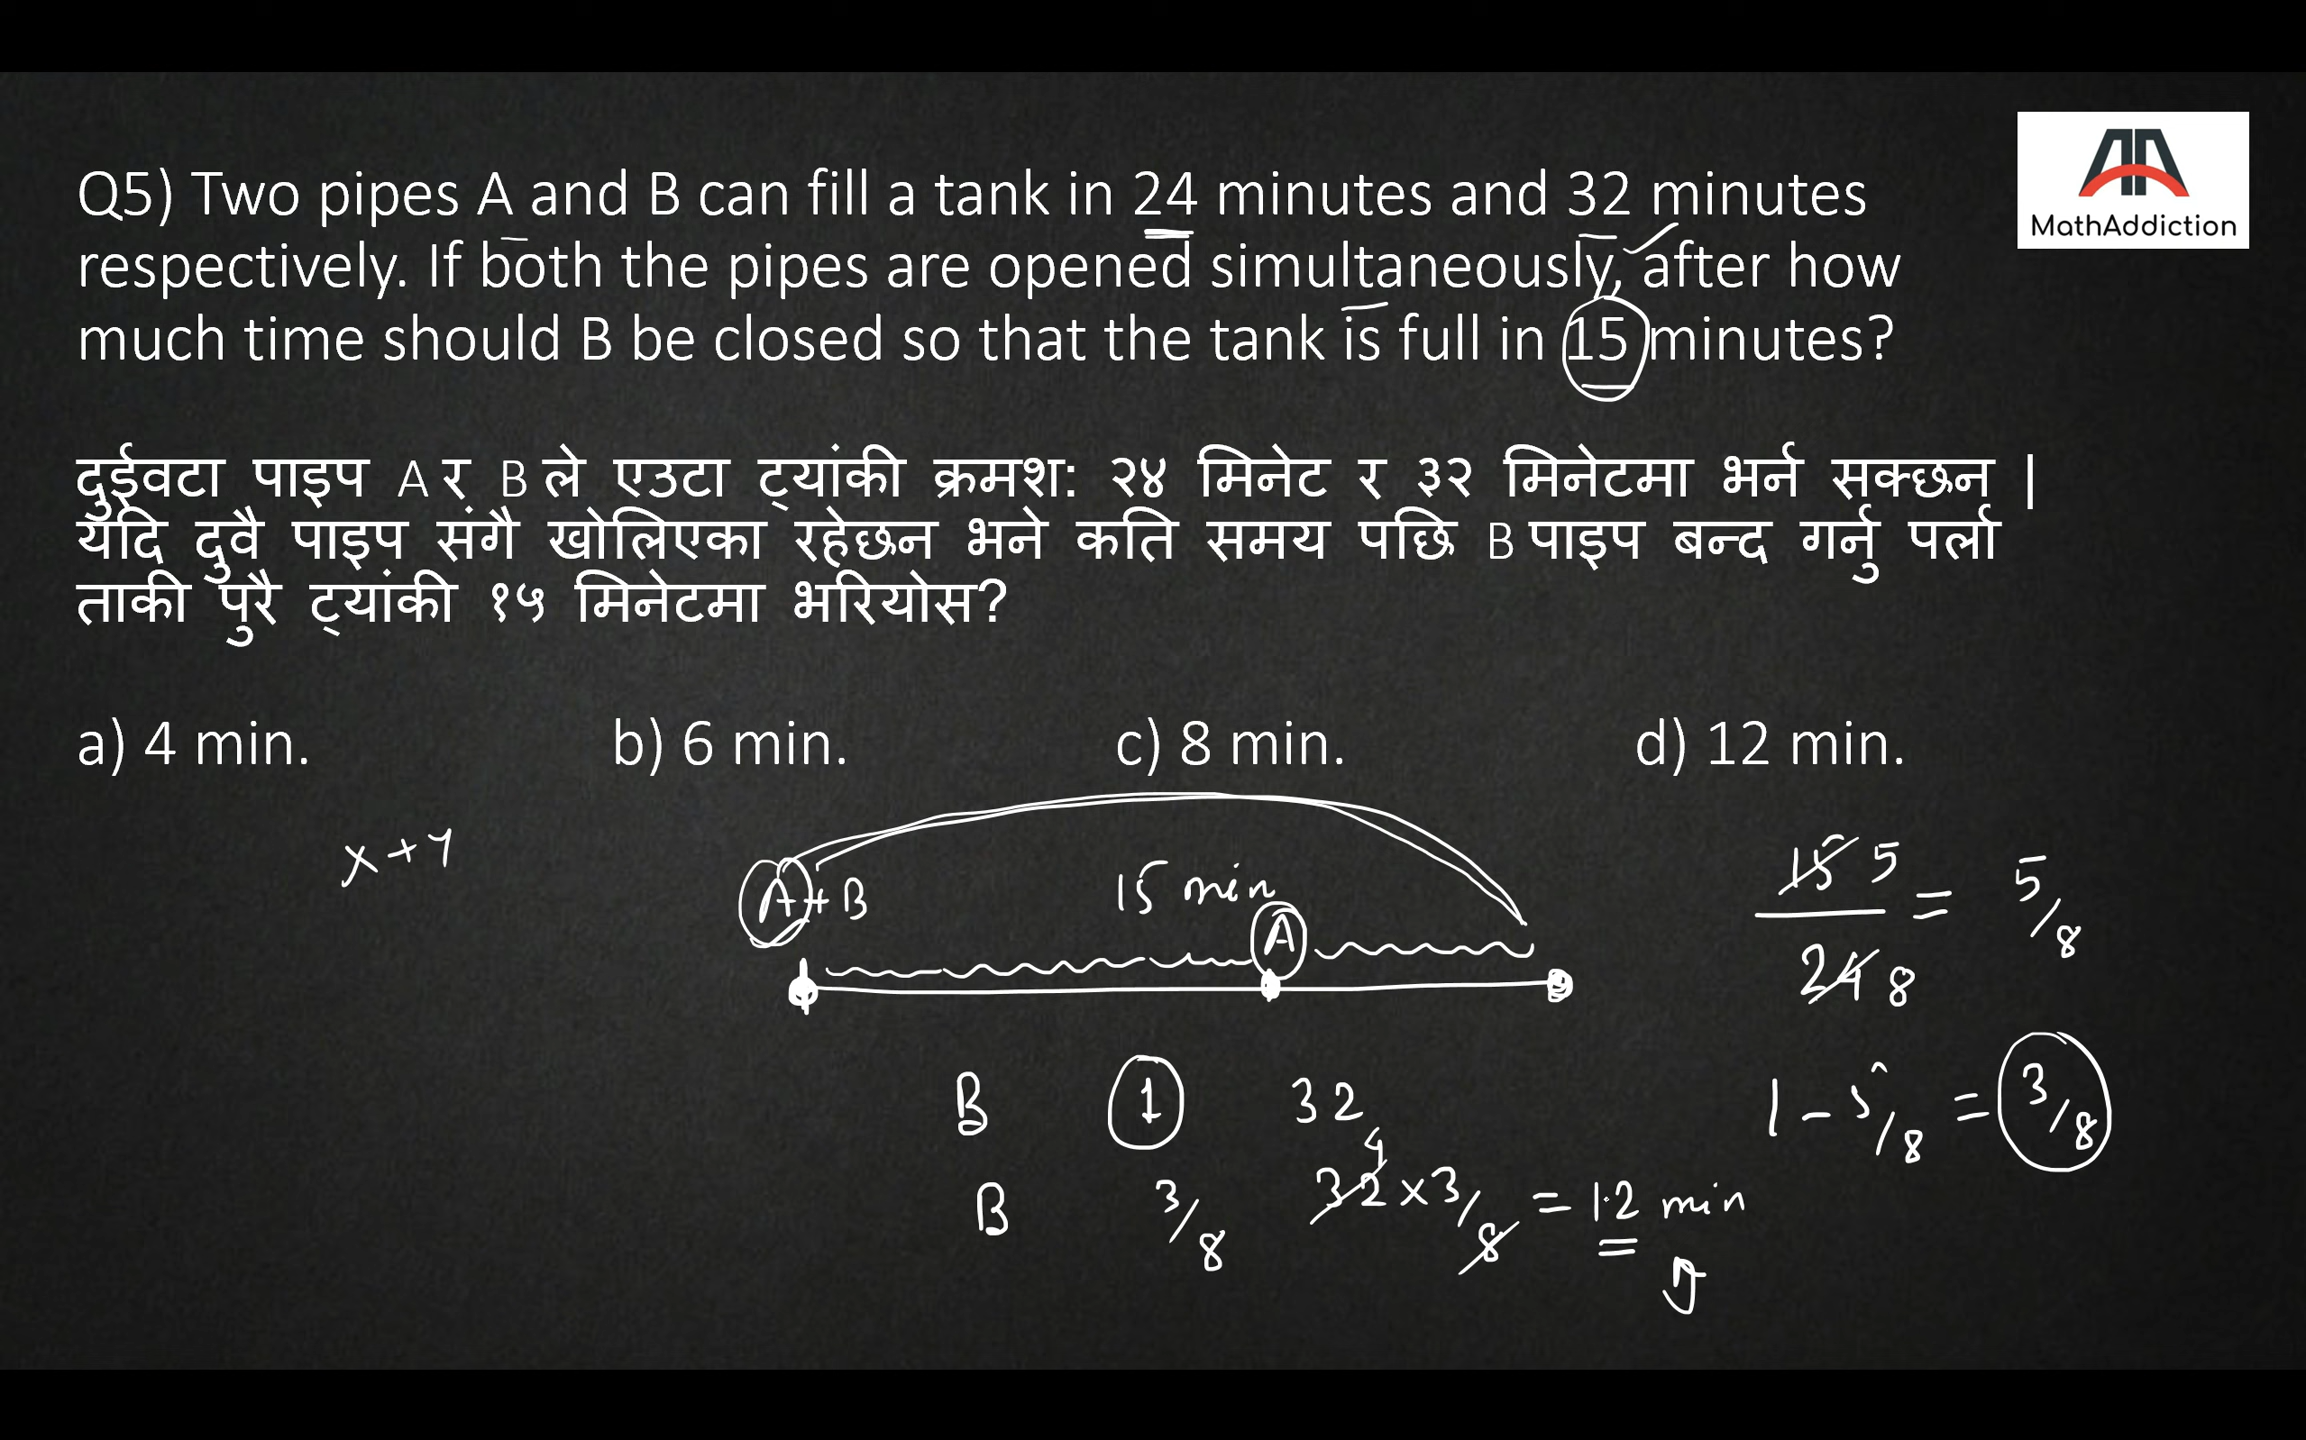 MathAddiction
Q5) Two pipes A and B can fill a tank in 24 minutes and 32 minutes
respectively. If both the pipes are opened simultaneously, after how
much time should B be closed so that the tank is full in 15 minutes?
दुईवटा पाइप A र B ले एउटा ट्यांकी क्रमश: २४ मिनेट र ३२ मिनेटमा भर्न सक्छन |
यदि दुवै पाइप संगै खोलिएका रहेछन भने कति समय पछि B पाइप बन्द गर्नु पर्ला
ताकी पुरै ट्यांकी १५ मिनेटमा भरियोस?
a) 4 min. b) 6 min. c) 8 min. d) 12 min.
x + y
A + B 15 min A
15 5 / 24 8 = 5/8
B 1 32
1 - 5/8 = 3/8
B 3/8 32 4 × 3/8 = 12 min